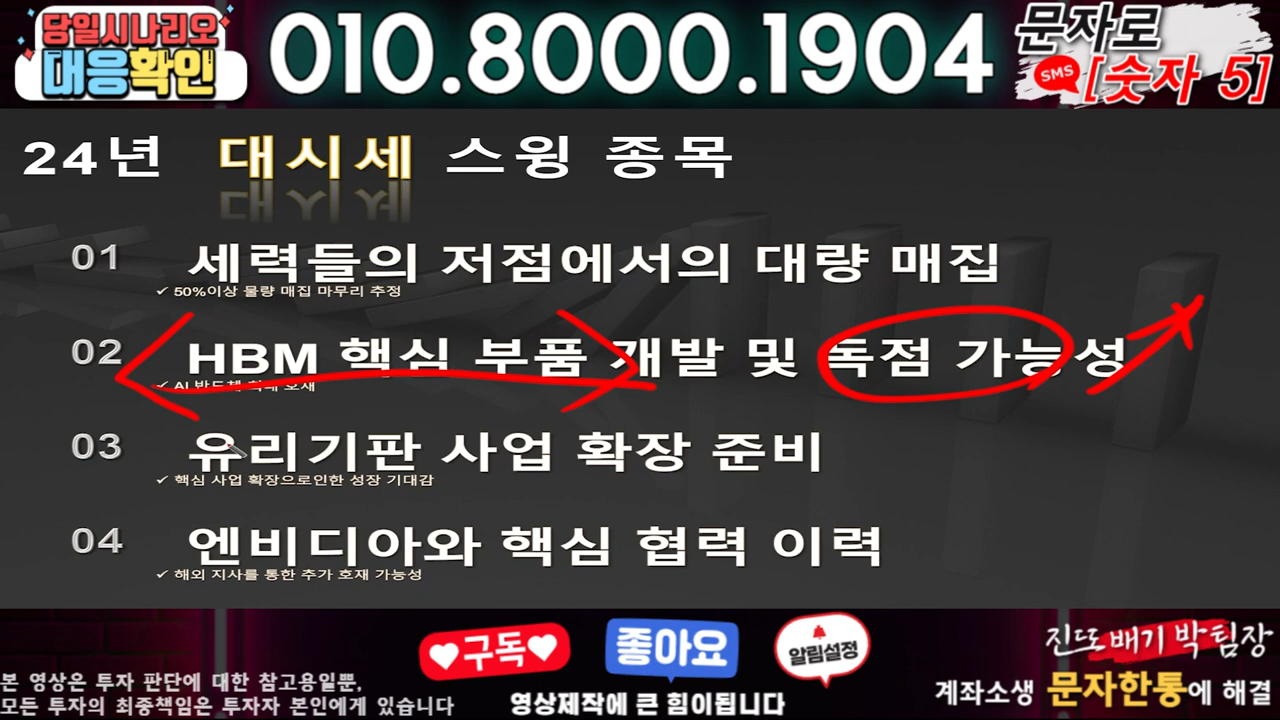 당일시나리오
대응확인
010.8000.1904
문자로
SMS
[숫자 5]
24년 대시세 스윙 종목
01 세력들의 저점에서의 대량 매집
✓ 50%이상 물량 매집 마무리 추정
02 HBM 핵심 부품 개발 및 독점 가능성
✓ AI 반도체 확대 호재
03 유리기판 사업 확장 준비
✓ 핵심 사업 확장으로인한 성장 기대감
04 엔비디아와 핵심 협력 이력
✓ 해외 지사를 통한 추가 호재 가능성
구독
좋아요
알림설정
영상제작에 큰 힘이됩니다
본 영상은 투자 판단에 대한 참고용일뿐,
모든 투자의 최종책임은 투자자 본인에게 있습니다
진또배기 박팀장
계좌소생 문자한통에 해결